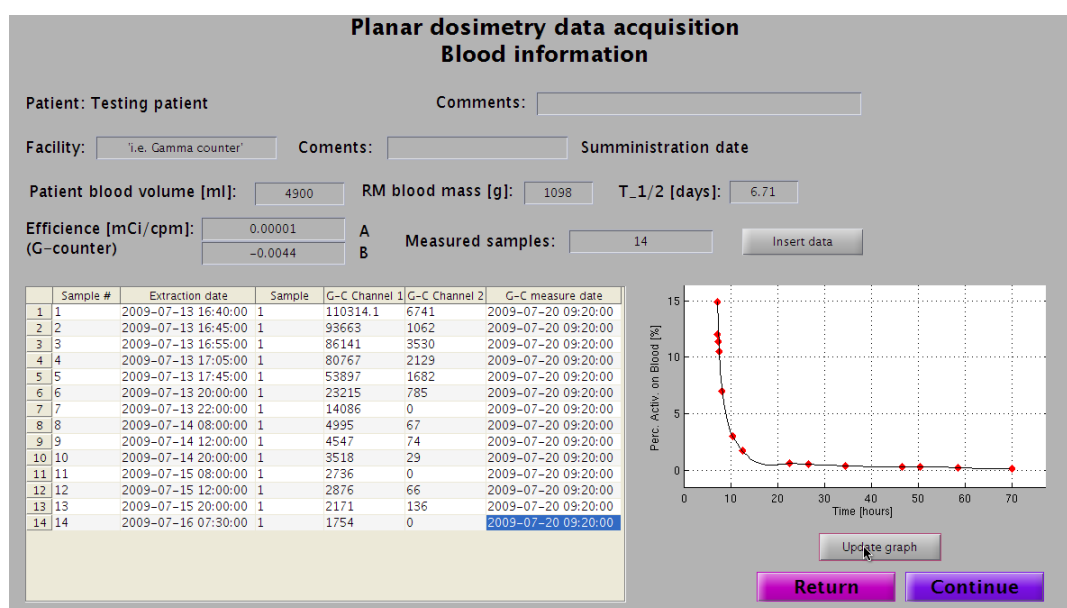 Planar dosimetry data acquisition
Blood information
Patient: Testing patient Comments:
Facility: 'i.e. Gamma counter' Coments: Sumministration date
Patient blood volume [ml]: 4900 RM blood mass [g]: 1098 T_1/2 [days]: 6.71
Efficience [mCi/cpm]: 0.00001 A
(G-counter) -0.0044 B Measured samples: 14 Insert data
Sample # Extraction date Sample G-C Channel 1 G-C Channel 2 G-C measure date
1 1 2009-07-13 16:40:00 1 110314.1 6741 2009-07-20 09:20:00
2 2 2009-07-13 16:45:00 1 93663 1062 2009-07-20 09:20:00
3 3 2009-07-13 16:55:00 1 86141 3530 2009-07-20 09:20:00
4 4 2009-07-13 17:05:00 1 80767 2129 2009-07-20 09:20:00
5 5 2009-07-13 17:45:00 1 53897 1682 2009-07-20 09:20:00
6 6 2009-07-13 20:00:00 1 23215 785 2009-07-20 09:20:00
7 7 2009-07-13 22:00:00 1 14086 0 2009-07-20 09:20:00
8 8 2009-07-14 08:00:00 1 4995 67 2009-07-20 09:20:00
9 9 2009-07-14 12:00:00 1 4547 74 2009-07-20 09:20:00
10 10 2009-07-14 20:00:00 1 3518 29 2009-07-20 09:20:00
11 11 2009-07-15 08:00:00 1 2736 0 2009-07-20 09:20:00
12 12 2009-07-15 12:00:00 1 2876 66 2009-07-20 09:20:00
13 13 2009-07-15 20:00:00 1 2171 136 2009-07-20 09:20:00
14 14 2009-07-16 07:30:00 1 1754 0 2009-07-20 09:20:00
Perc. Activ. on Blood [%]
15
10
5
0
0 10 20 30 40 50 60 70
Time [hours]
Update graph
Return Continue